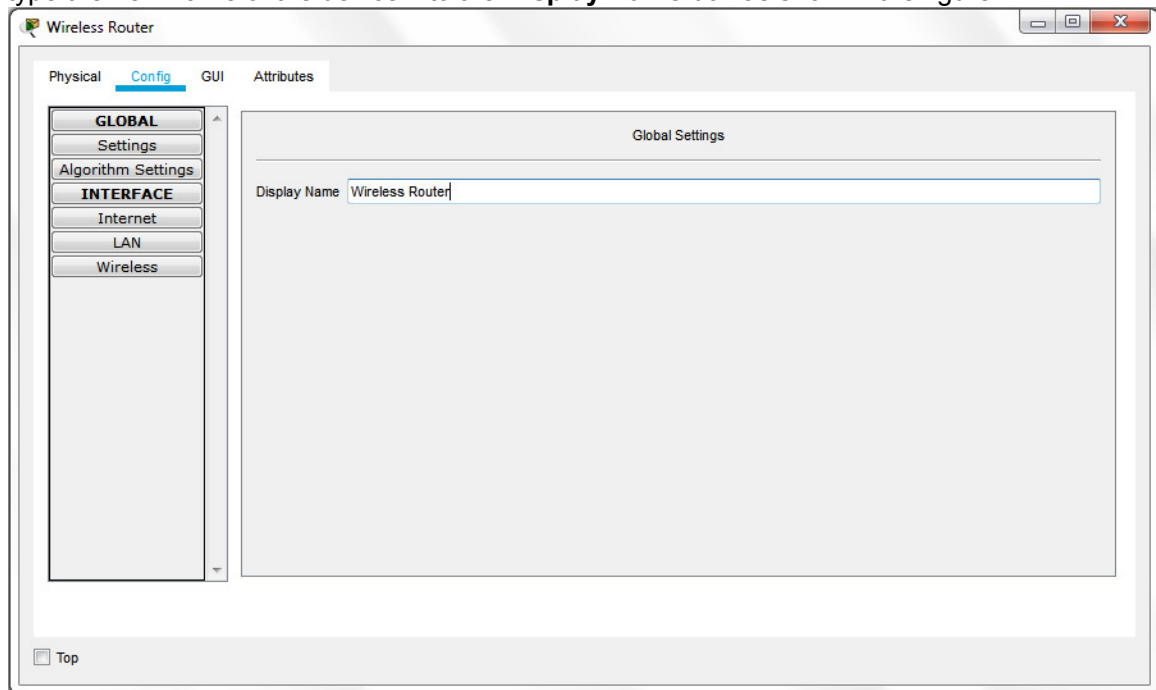 Wireless Router
Physical Config GUI Attributes
GLOBAL
Settings
Algorithm Settings
INTERFACE
Internet
LAN
Wireless
Global Settings
Display Name Wireless Router
Top